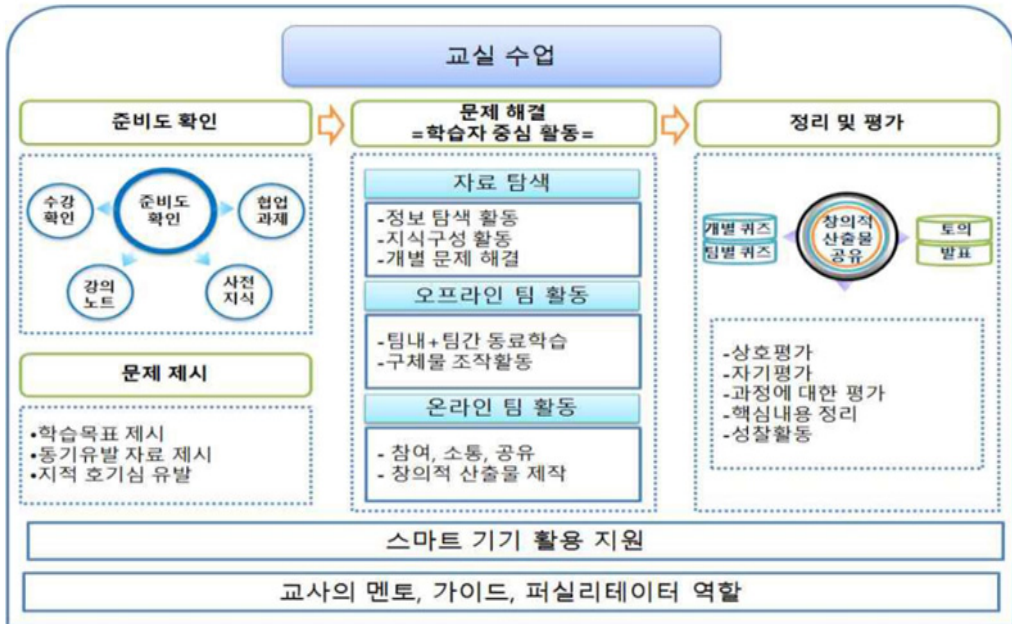 교실 수업
준비도 확인
수강
확인
준비도
확인
협업
과제
강의
노트
사전
지식
문제 제시
•학습목표 제시
•동기유발 자료 제시
•지적 호기심 유발
문제 해결
=학습자 중심 활동=
자료 탐색
-정보 탐색 활동
-지식구성 활동
-개별 문제 해결
오프라인 팀 활동
-팀내+팀간 동료학습
-구체물 조작활동
온라인 팀 활동
- 참여, 소통, 공유
- 창의적 산출물 제작
정리 및 평가
개별 퀴즈
팀별 퀴즈
창의적
산출물
공유
토의
발표
-상호평가
-자기평가
-과정에 대한 평가
-핵심내용 정리
-성찰활동
스마트 기기 활용 지원
교사의 멘토, 가이드, 퍼실리테이터 역할